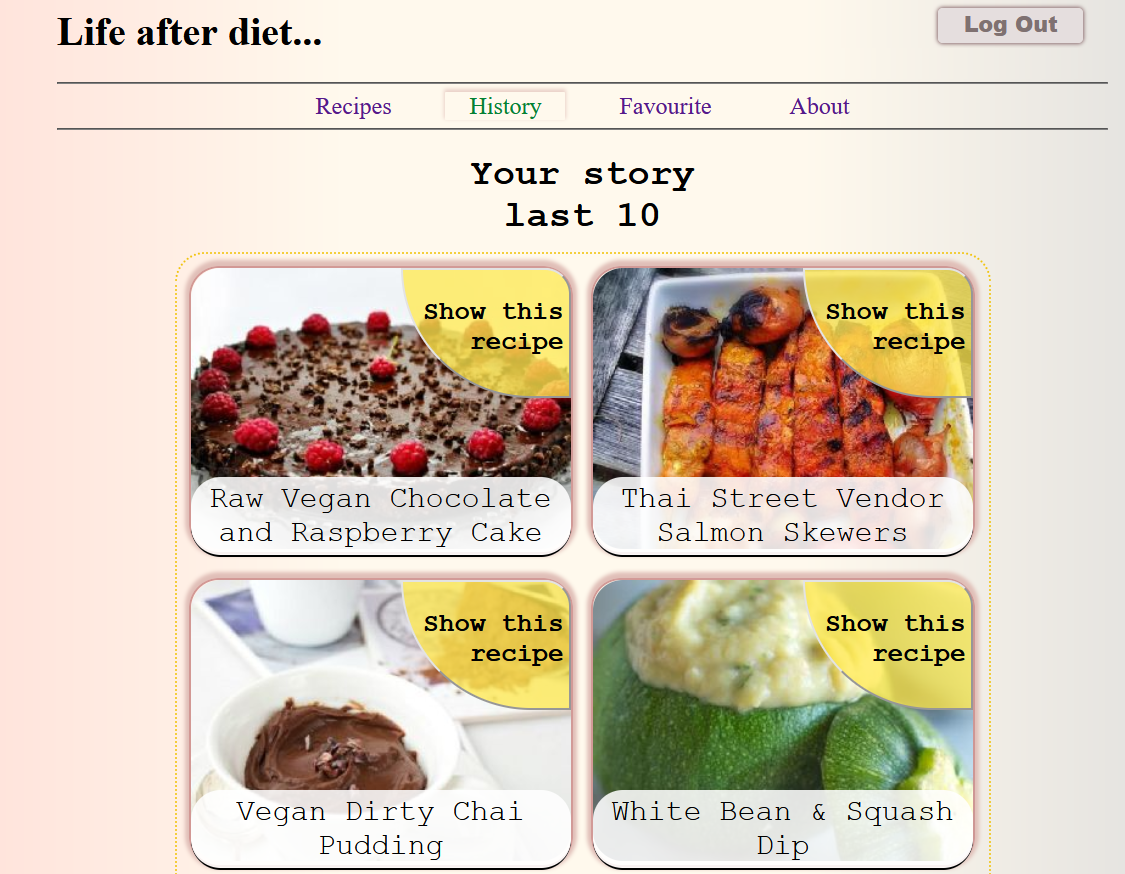 Life after diet...
Log Out
Recipes
History
Favourite
About
Your story
last 10
Show this
recipe
Raw Vegan Chocolate
and Raspberry Cake
Show this
recipe
Thai Street Vendor
Salmon Skewers
Show this
recipe
Vegan Dirty Chai
Pudding
Show this
recipe
White Bean & Squash
Dip